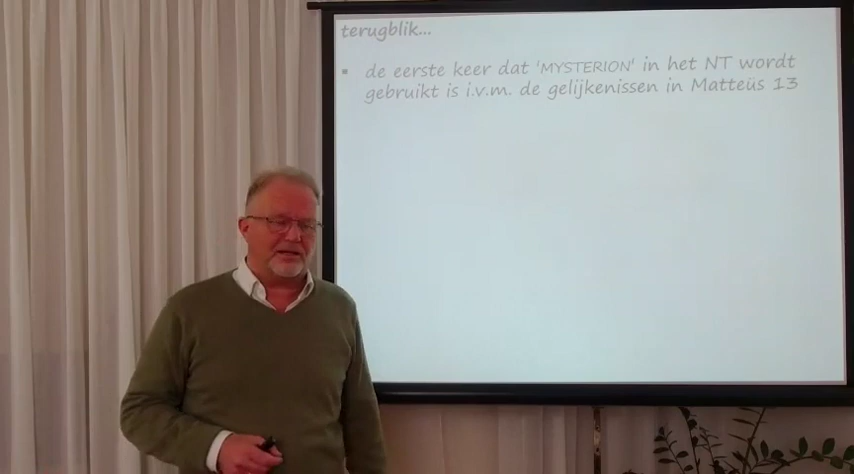 terugblik...
▪ de eerste keer dat 'MYSTERION' in het NT wordt
gebruikt is i.v.m. de gelijkenissen in Matteüs 13